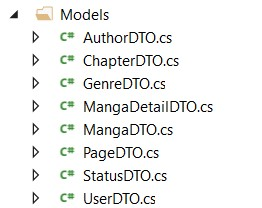 Models
C# AuthorDTO.cs
C# ChapterDTO.cs
C# GenreDTO.cs
C# MangaDetailDTO.cs
C# MangaDTO.cs
C# PageDTO.cs
C# StatusDTO.cs
C# UserDTO.cs